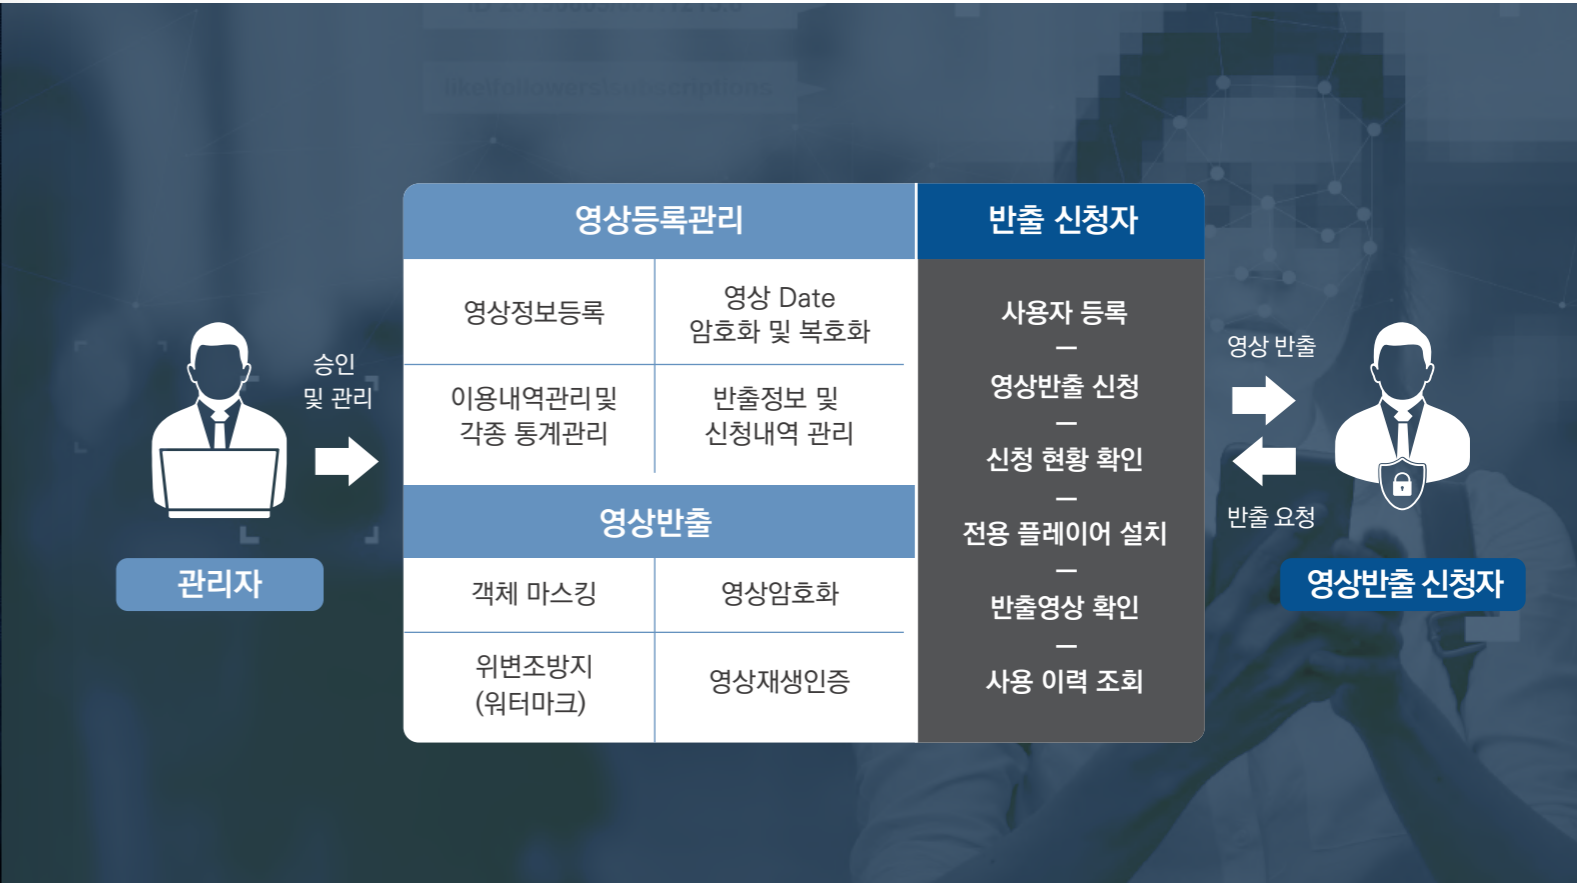 like\followers\subscriptions
영상등록관리
반출 신청자
영상정보등록
영상 Date
암호화 및 복호화
이용내역관리 및
각종 통계관리
반출정보 및
신청내역 관리
영상반출
객체 마스킹
영상암호화
위변조방지
(워터마크)
영상재생인증
사용자 등록
영상반출 신청
신청 현황 확인
전용 플레이어 설치
반출영상 확인
사용 이력 조회
승인
및 관리
관리자
영상 반출
반출 요청
영상반출 신청자